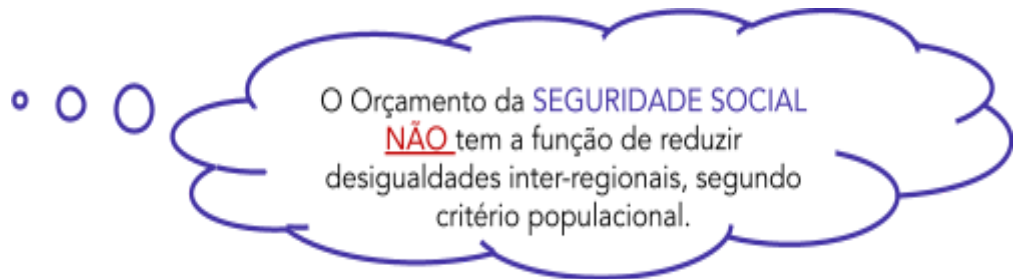 O Orçamento da SEGURIDADE SOCIAL
NÃO tem a função de reduzir
desigualdades inter-regionais, segundo
critério populacional.